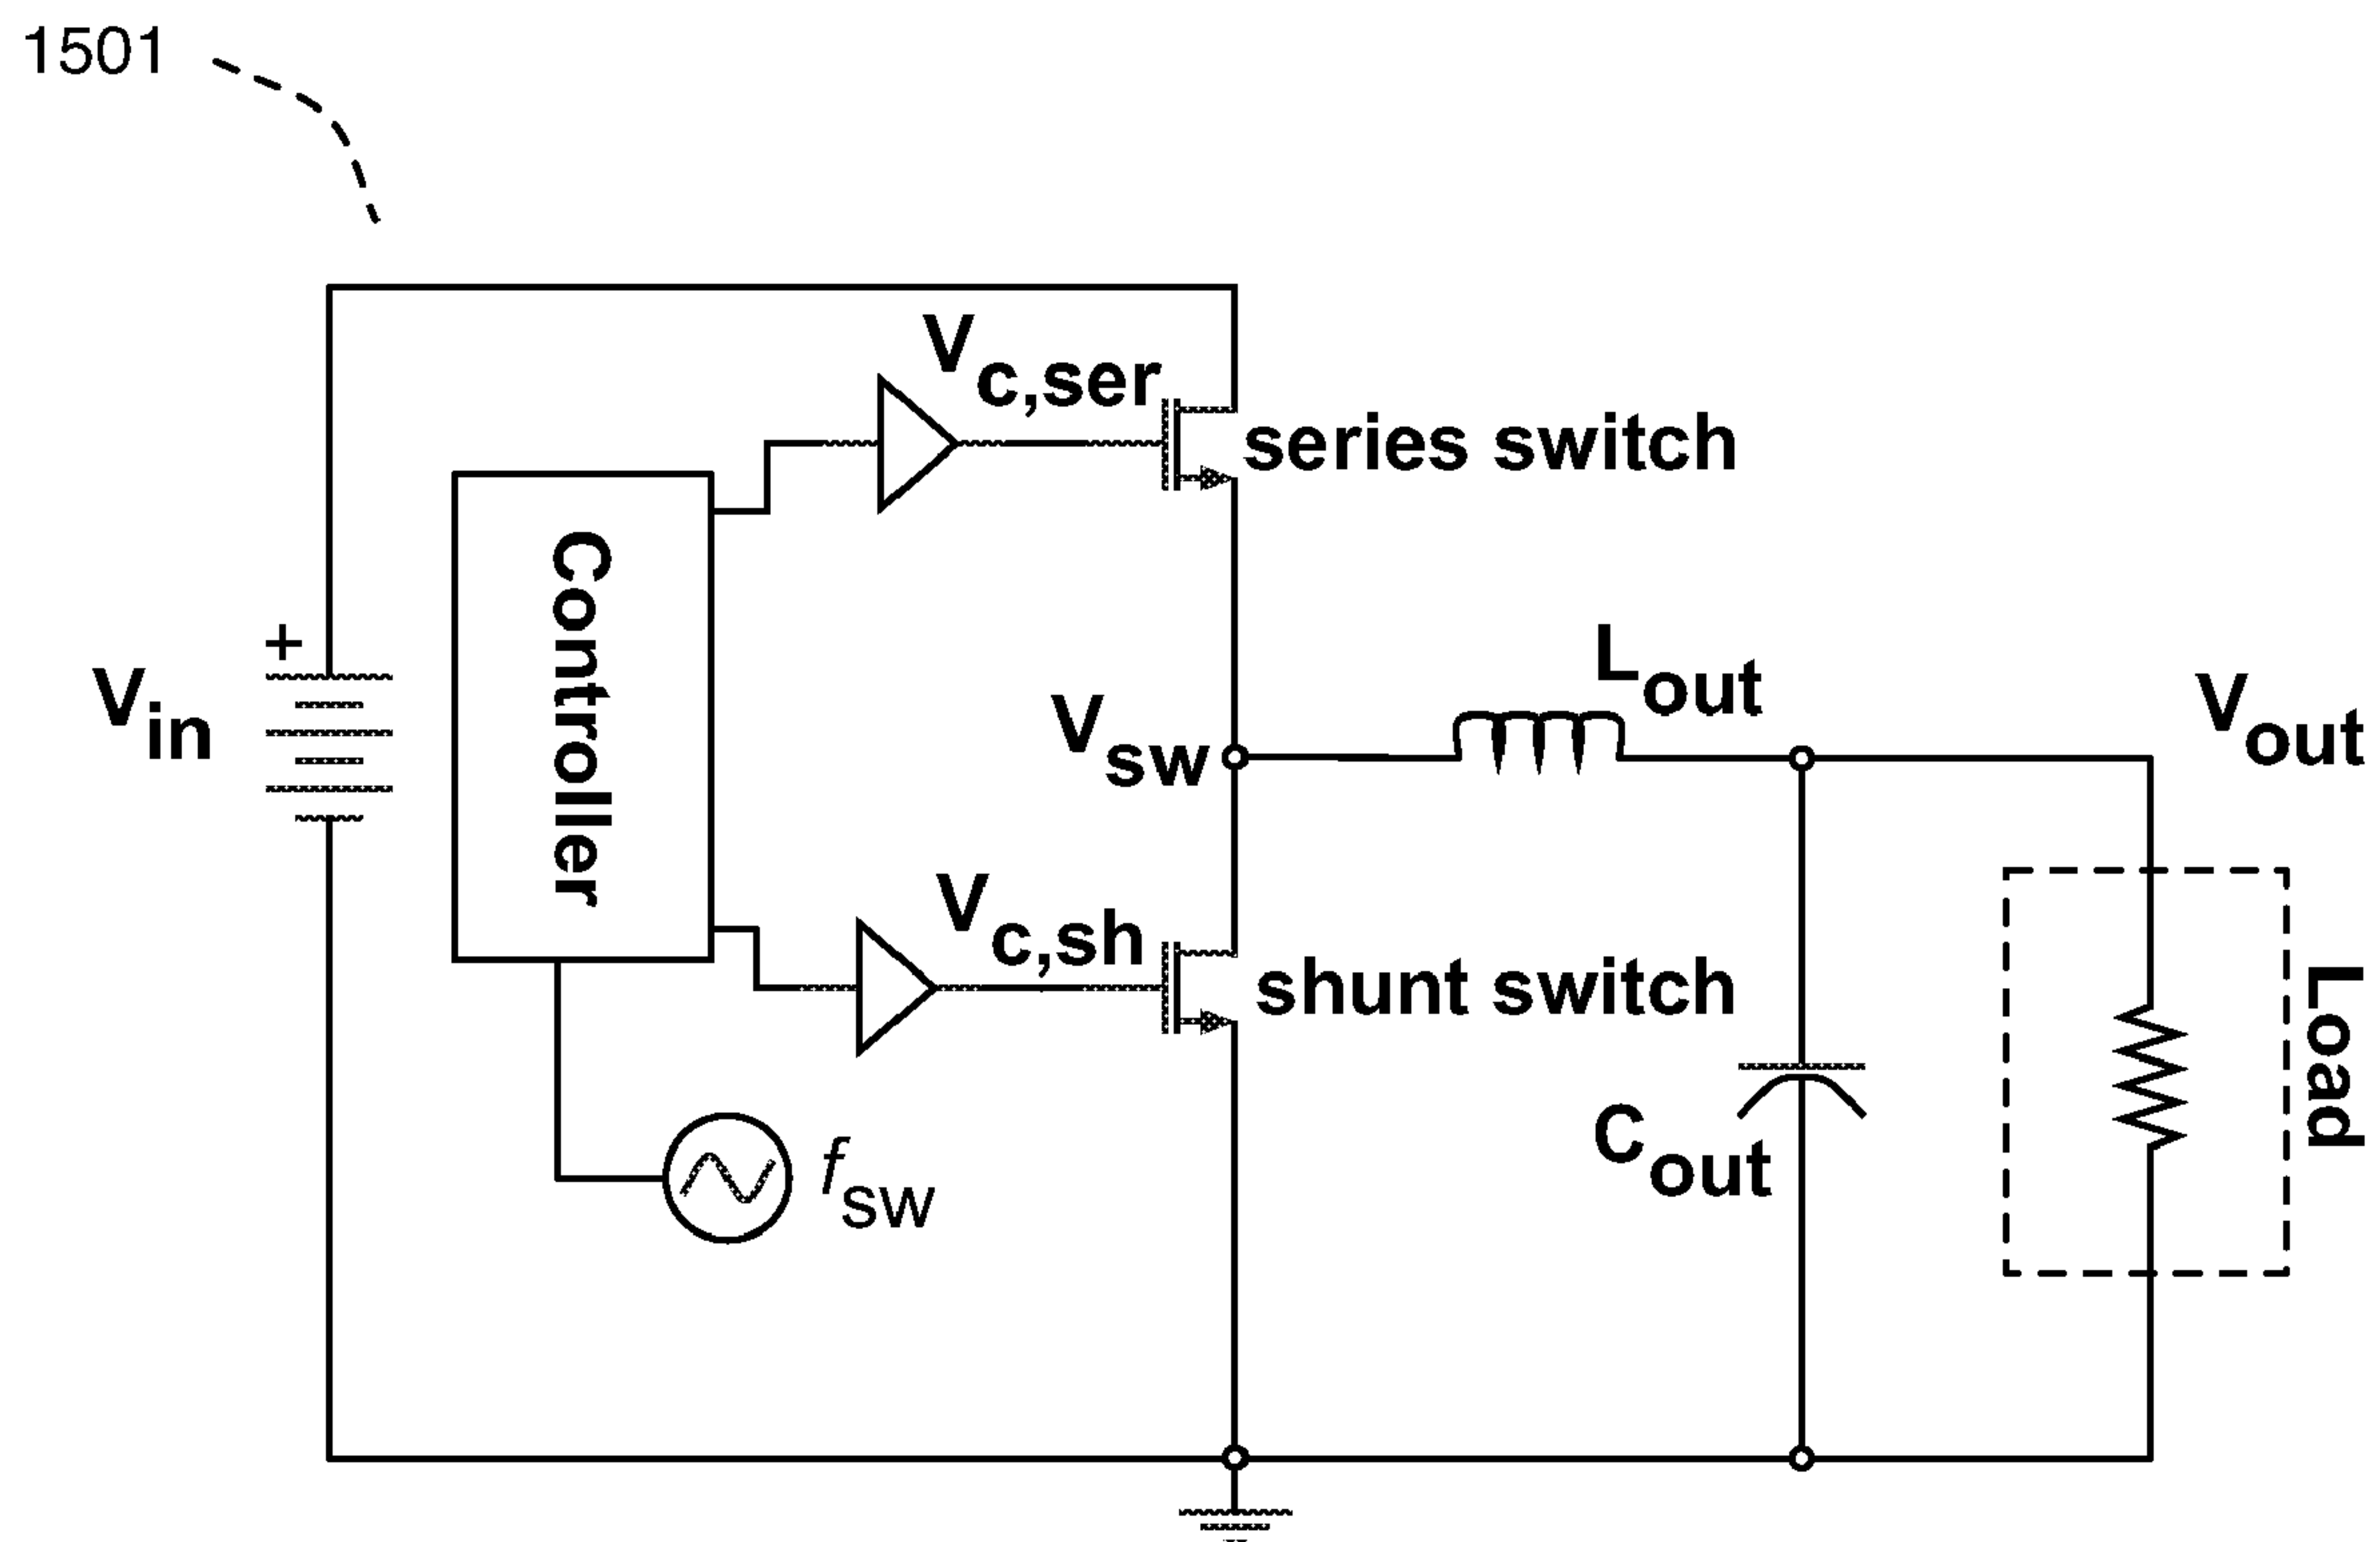 1501
Vc,ser
series switch
Controller
+
Vin
Lout
Vsw
Vout
Vc,sh
shunt switch
Load
Cout
fsw